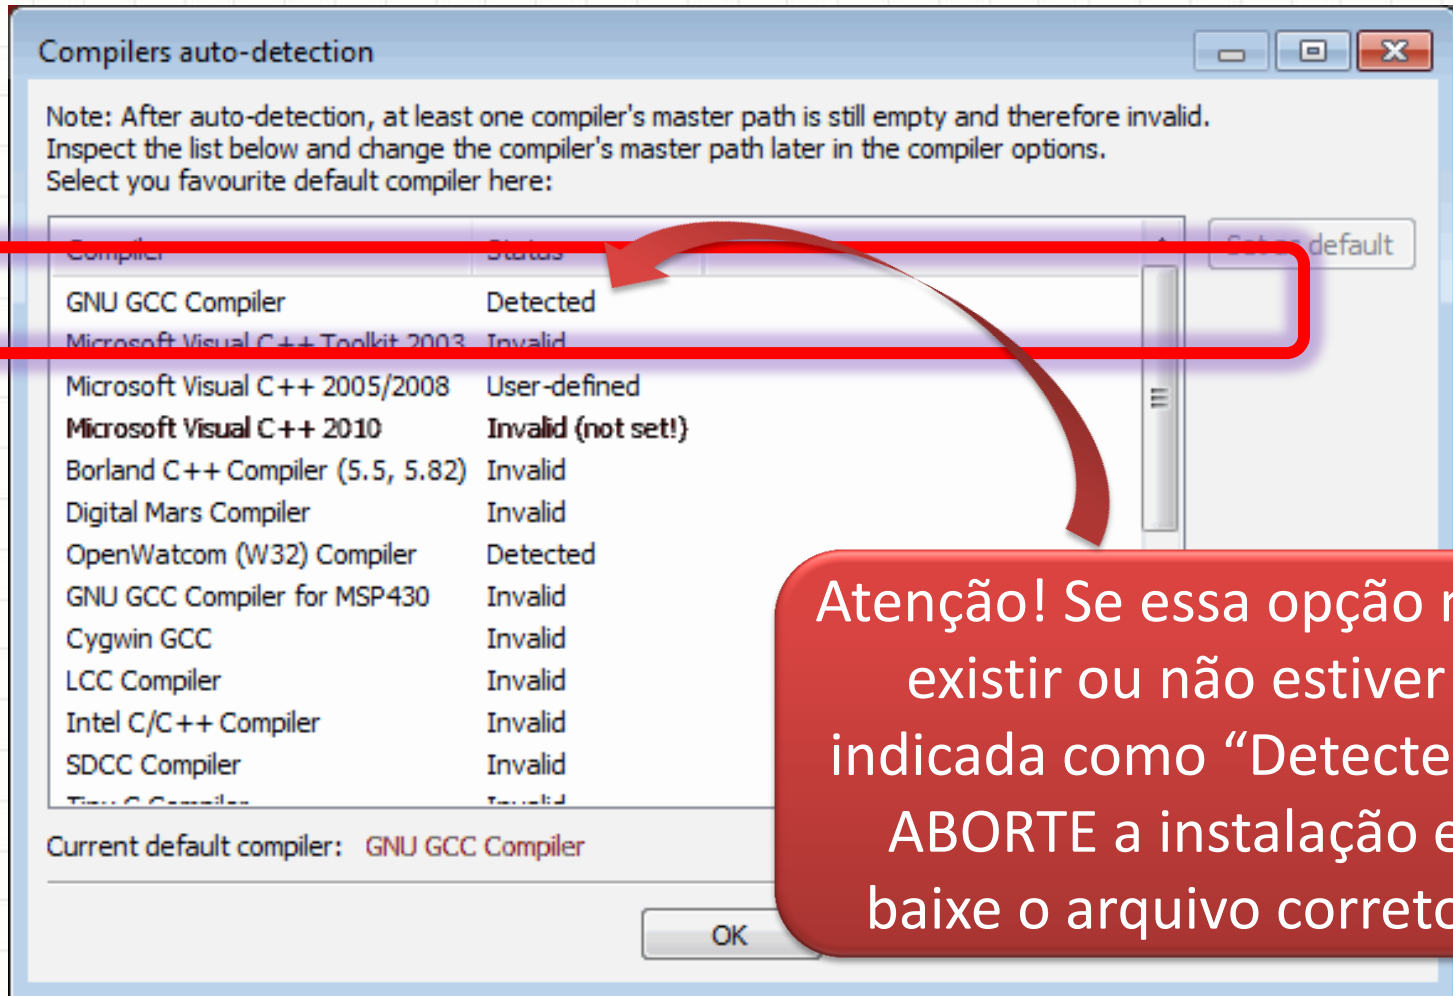 Compilers auto-detection
Note: After auto-detection, at least one compiler's master path is still empty and therefore invalid.
Inspect the list below and change the compiler's master path later in the compiler options.
Select you favourite default compiler here:
Compiler Status
Set as default
GNU GCC Compiler Detected
Microsoft Visual C++ Toolkit 2003 Invalid
Microsoft Visual C++ 2005/2008 User-defined
Microsoft Visual C++ 2010 Invalid (not set!)
Borland C++ Compiler (5.5, 5.82) Invalid
Digital Mars Compiler Invalid
OpenWatcom (W32) Compiler Detected
GNU GCC Compiler for MSP430 Invalid
Cygwin GCC Invalid
LCC Compiler Invalid
Intel C/C++ Compiler Invalid
SDCC Compiler Invalid
Tiny C Compiler Invalid
Current default compiler: GNU GCC Compiler
OK
Atenção! Se essa opção
existir ou não estiver
indicada como “Detecte
ABORTE a instalação e
baixe o arquivo correto